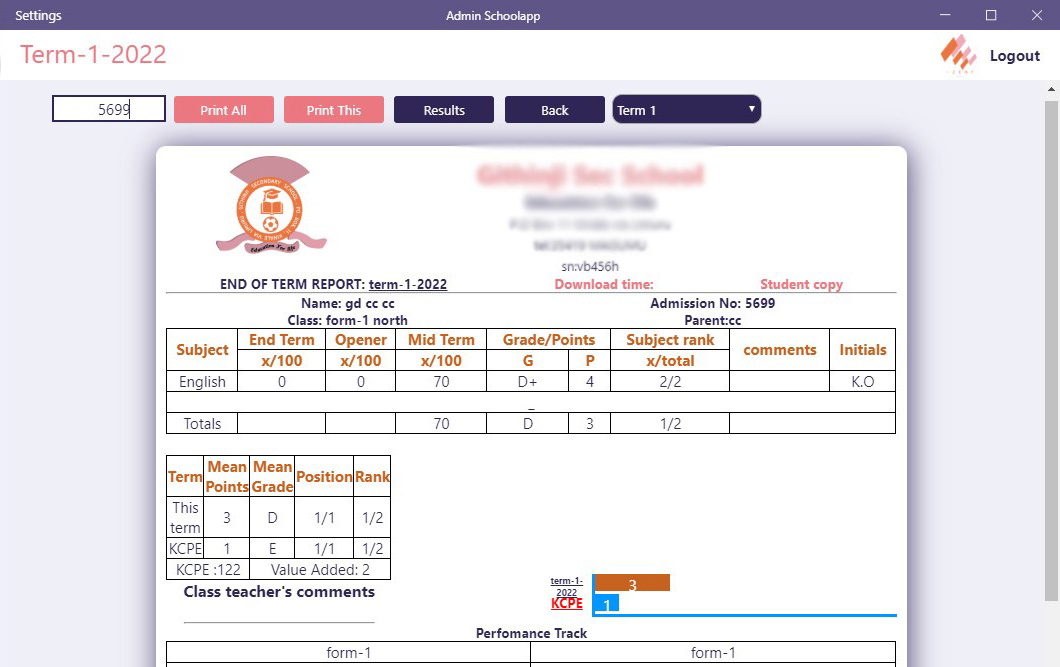 Settings Admin Schoolapp
Term-1-2022 Logout
5699 Print All Print This Results Back Term 1
sn:vb456h
END OF TERM REPORT: term-1-2022 Download time: Student copy
Name: gd cc cc Admission No: 5699
Class: form-1 north Parent:cc
Subject End Term Opener Mid Term Grade/Points Subject rank comments Initials
x/100 x/100 x/100 G P x/total
English 0 0 70 D+ 4 2/2 K.O
_
Totals 70 D 3 1/2
Term Mean Points Mean Grade Position Rank
This term 3 D 1/1 1/2
KCPE 1 E 1/1 1/2
KCPE :122 Value Added: 2
Class teacher's comments
term-1-2022 3
KCPE 1
Perfomance Track
form-1 form-1